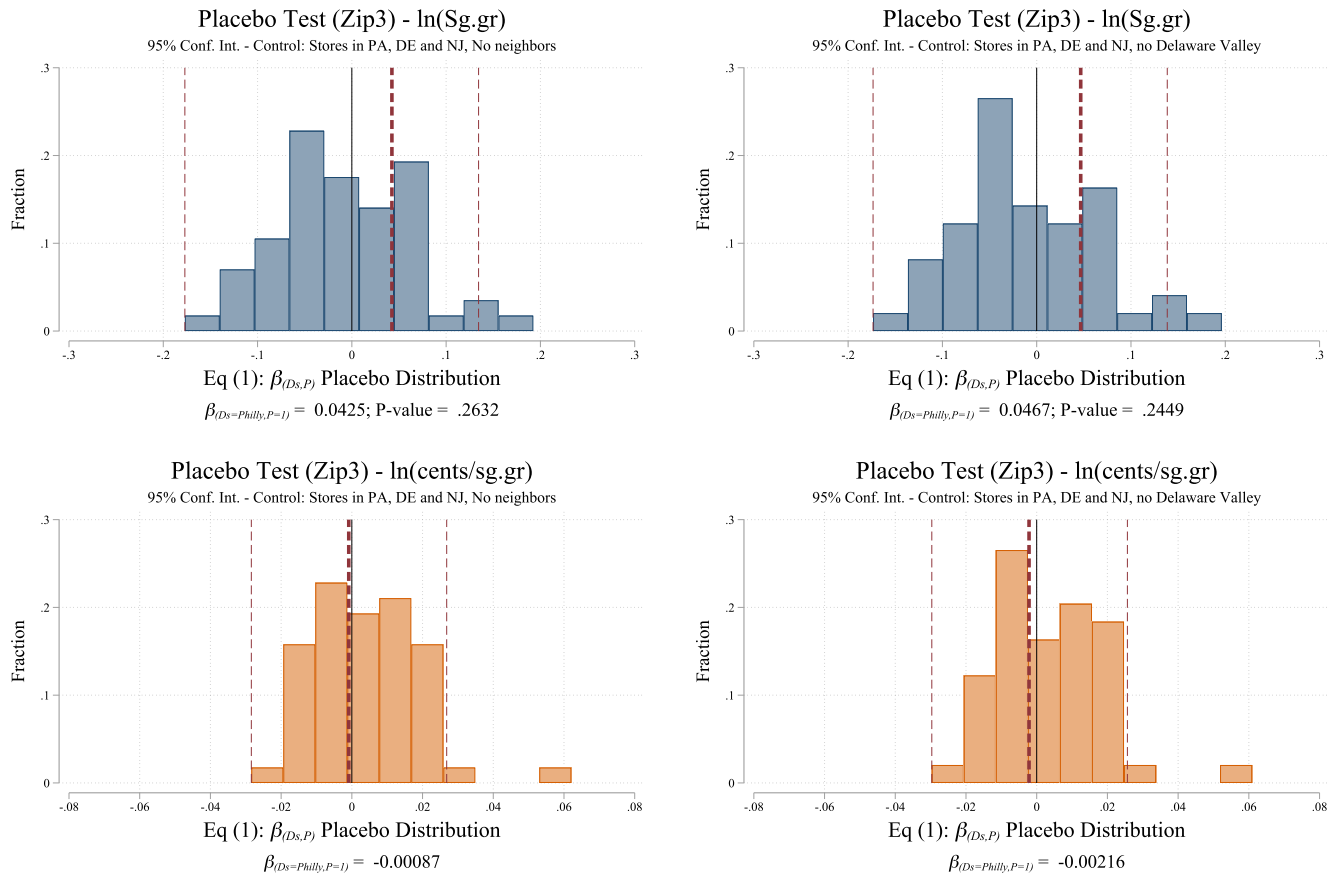 Placebo Test (Zip3) - ln(Sg.gr)
95% Conf. Int. - Control: Stores in PA, DE and NJ, No neighbors
Fraction
.3
.2
.1
0
-.3 -.2 -.1 0 .1 .2 .3
Eq (1): β(Ds,P) Placebo Distribution
β(Ds=Philly,P=1) = 0.0425; P-value = .2632
Placebo Test (Zip3) - ln(Sg.gr)
95% Conf. Int. - Control: Stores in PA, DE and NJ, no Delaware Valley
Fraction
.3
.2
.1
0
-.3 -.2 -.1 0 .1 .2 .3
Eq (1): β(Ds,P) Placebo Distribution
β(Ds=Philly,P=1) = 0.0467; P-value = .2449
Placebo Test (Zip3) - ln(cents/sg.gr)
95% Conf. Int. - Control: Stores in PA, DE and NJ, No neighbors
Fraction
.3
.2
.1
0
-.08 -.06 -.04 -.02 0 .02 .04 .06 .08
Eq (1): β(Ds,P) Placebo Distribution
β(Ds=Philly,P=1) = -0.00087
Placebo Test (Zip3) - ln(cents/sg.gr)
95% Conf. Int. - Control: Stores in PA, DE and NJ, no Delaware Valley
Fraction
.3
.2
.1
0
-.08 -.06 -.04 -.02 0 .02 .04 .06 .08
Eq (1): β(Ds,P) Placebo Distribution
β(Ds=Philly,P=1) = -0.00216